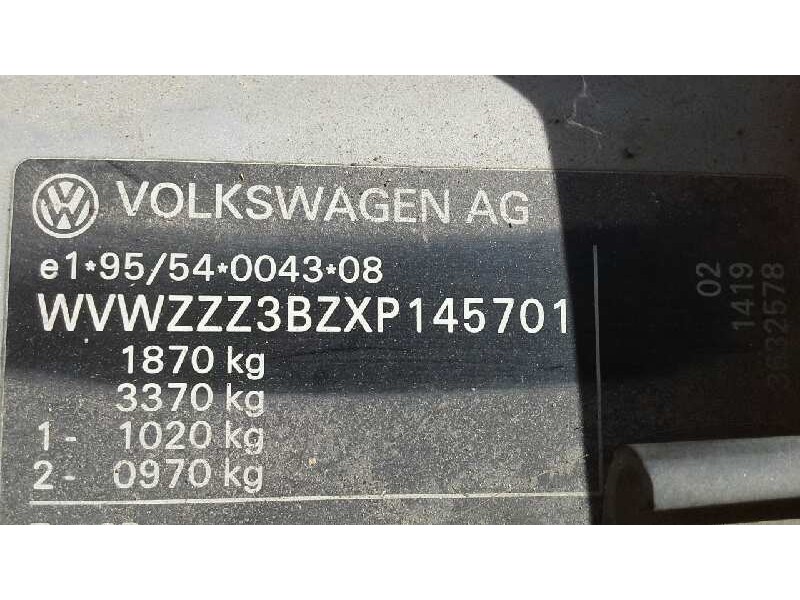 VOLKSWAGEN AG
e1*95/54*0043*08
WVWZZZ3BZXP145701
1870 kg
3370 kg
1- 1020 kg
2- 0970 kg
02
1419